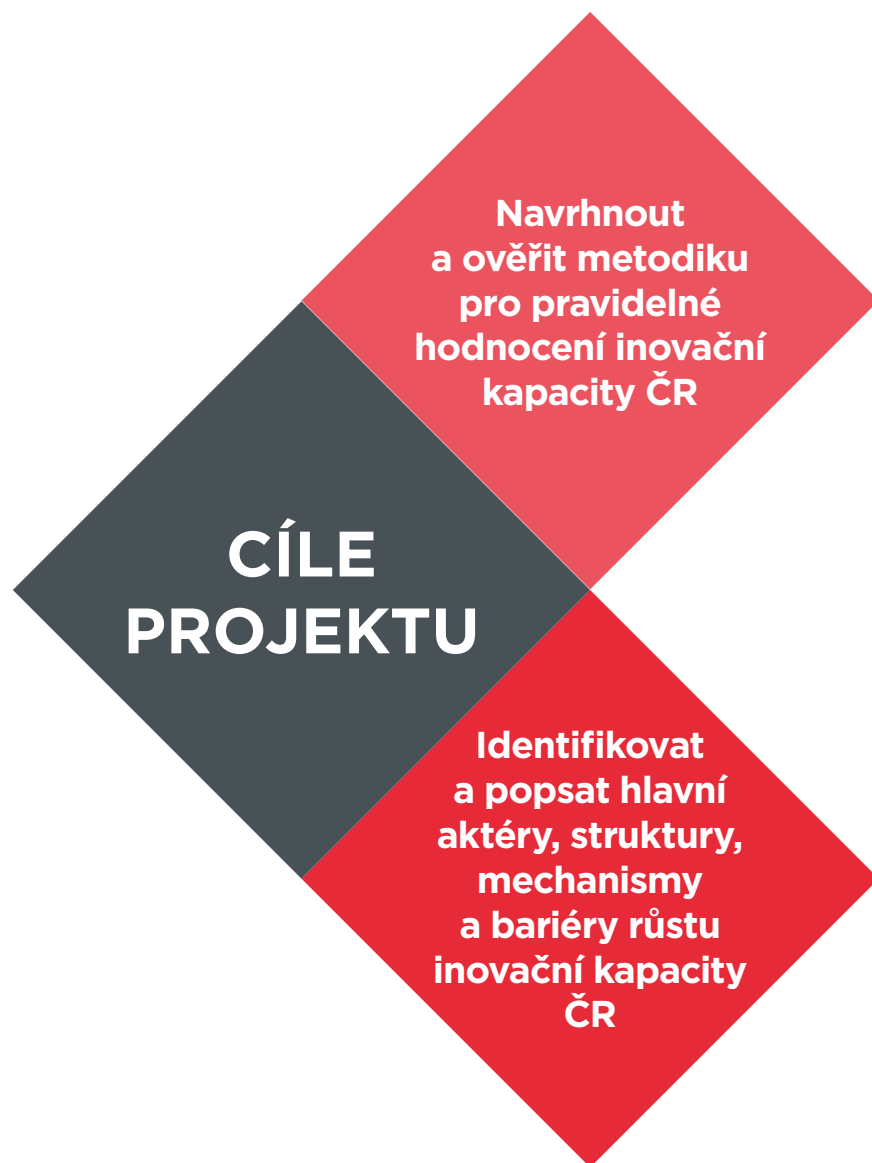 Navrhnout
a ověřit metodiku
pro pravidelné
hodnocení inovační
kapacity ČR
CÍLE
PROJEKTU
Identifikovat
a popsat hlavní
aktéry, struktury,
mechanismy
a bariéry růstu
inovační kapacity
ČR